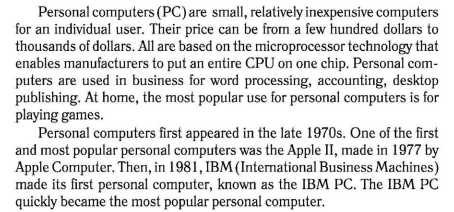 Personal computers (PC) are small, relatively inexpensive computers
for an individual user. Their price can be from a few hundred dollars to
thousands of dollars. All are based on the microprocessor technology that
enables manufacturers to put an entire CPU on one chip. Personal com-
puters are used in business for word processing, accounting, desktop
publishing. At home, the most popular use for personal computers is for
playing games.
Personal computers first appeared in the late 1970s. One of the first
and most popular personal computers was the Apple II, made in 1977 by
Apple Computer. Then, in 1981, IBM (International Business Machines)
made its first personal computer, known as the IBM PC. The IBM PC
quickly became the most popular personal computer.